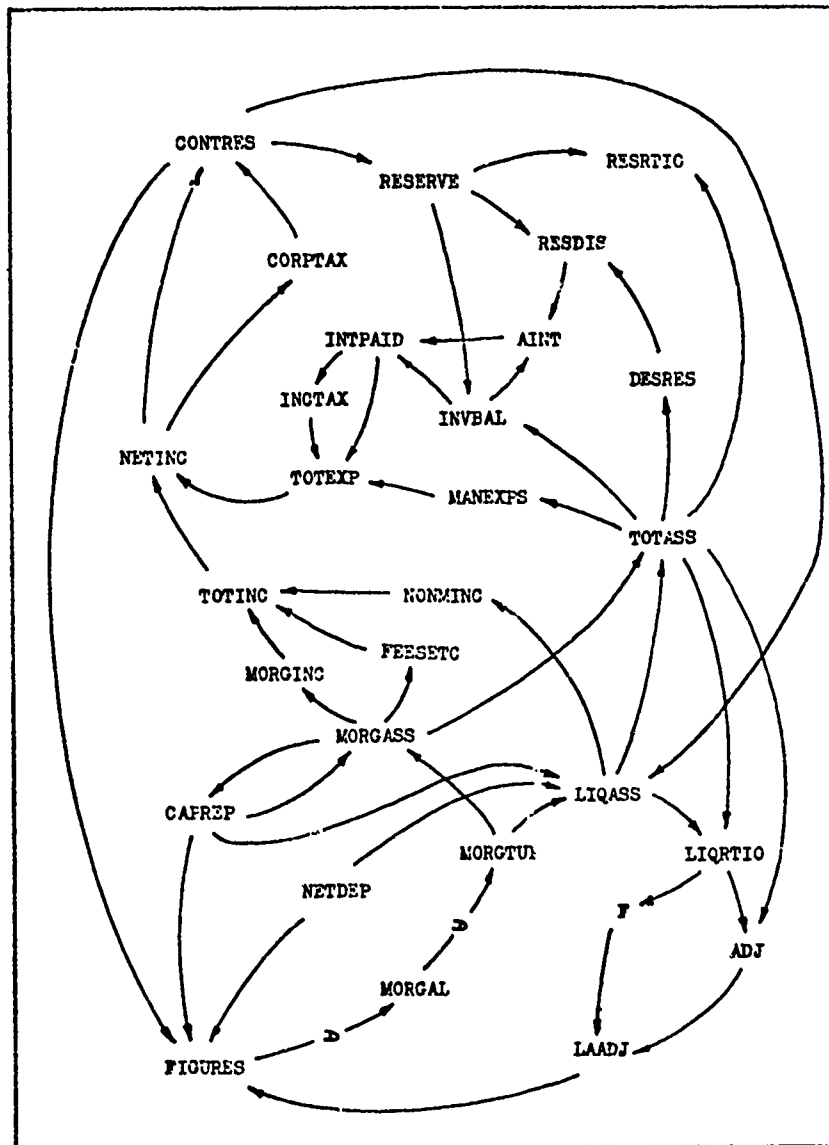 CONTRES
RESERVE
RESRTIC
RESDIS
CORPTAX
INTPAID
AINT
DESRES
INCTAX
INVBAL
NETINC
TOTEXP
MANEXPS
TOTASS
TOTINC
NONMINC
FEESETC
MORGINC
MORGASS
LIQASS
CAPREP
LIQRTIO
NETDEP
F
A
ADJ
MORGAL
A
LAADJ
FIGURES